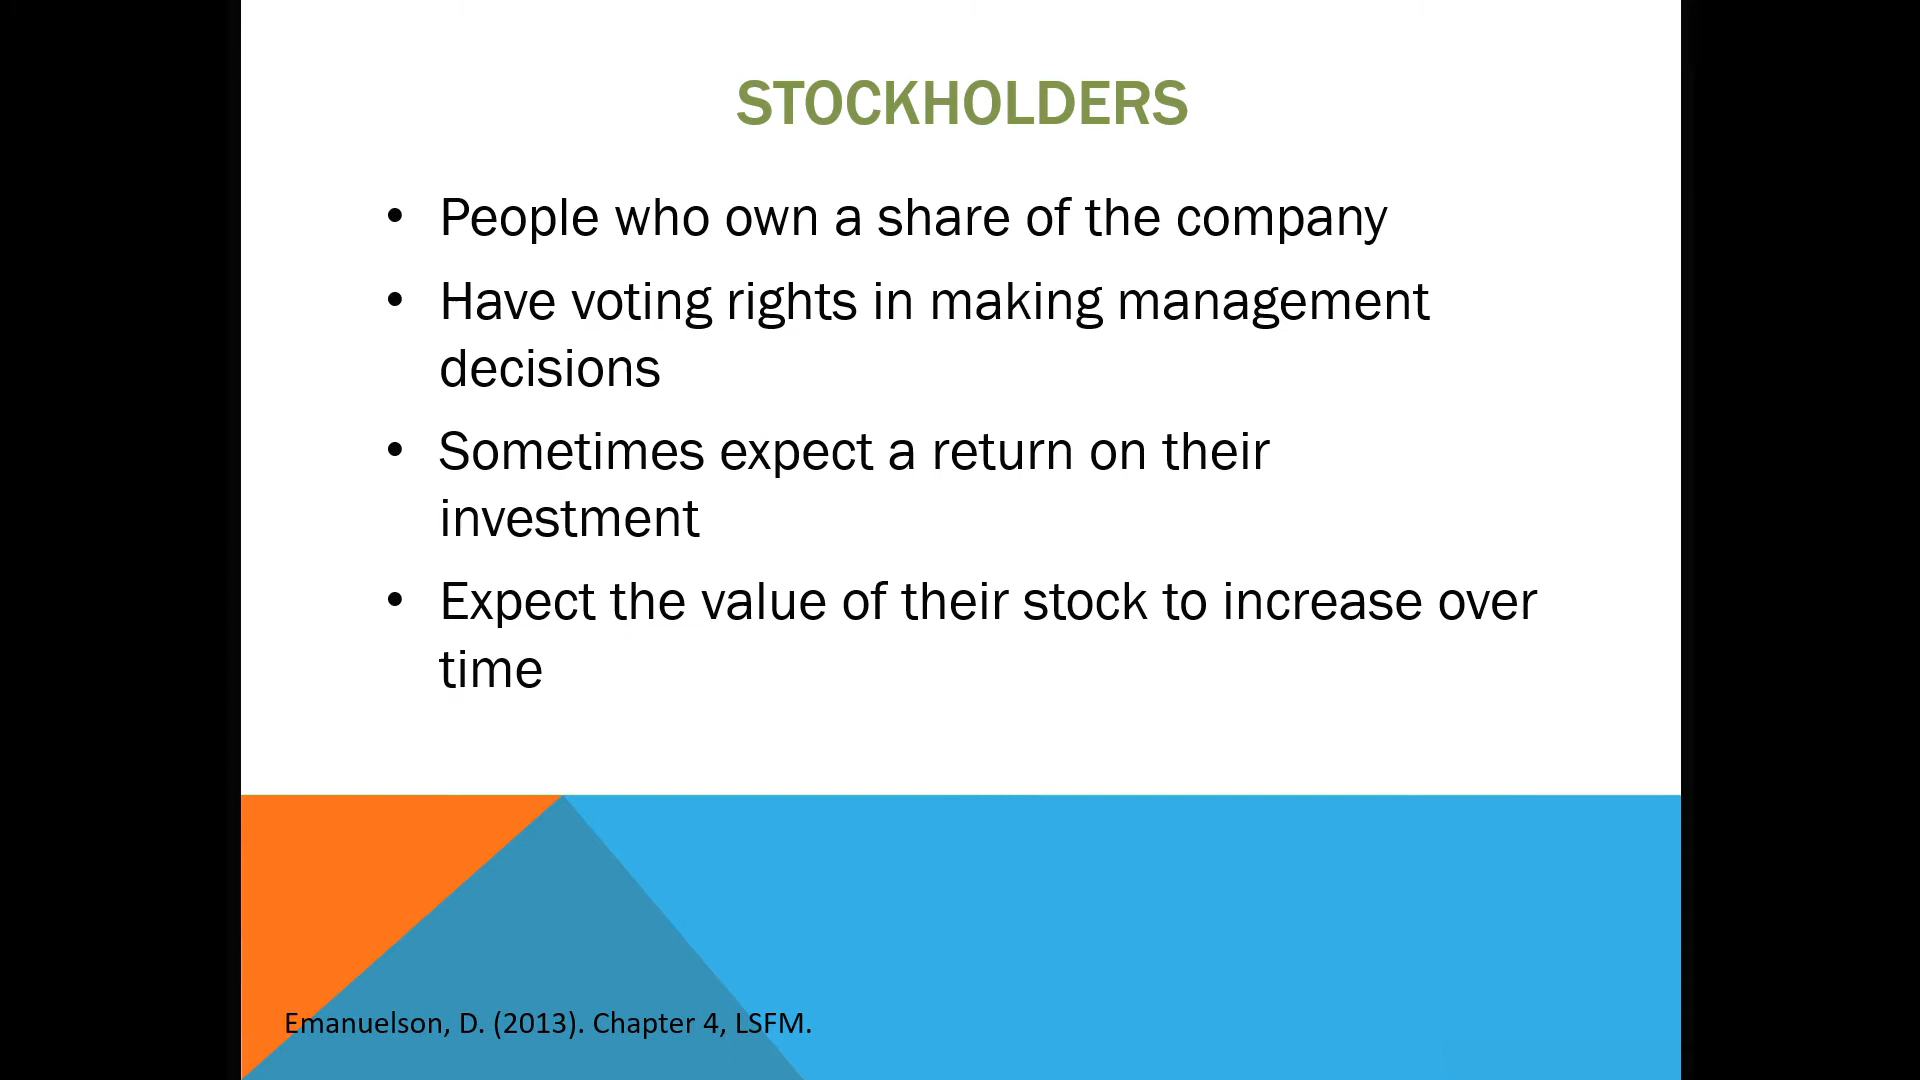 STOCKHOLDERS
• People who own a share of the company
• Have voting rights in making management
decisions
• Sometimes expect a return on their
investment
• Expect the value of their stock to increase over
time
Emanuelson, D. (2013). Chapter 4, LSFM.